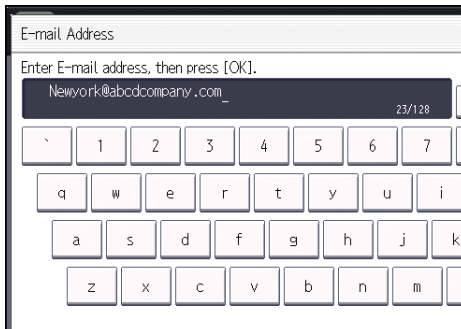 E-mail Address
Enter E-mail address, then press [OK].
Newyork@abcdcompany.com_
23/128
` 1 2 3 4 5 6 7
q w e r t y u i
a s d f g h j k
z x c v b n m